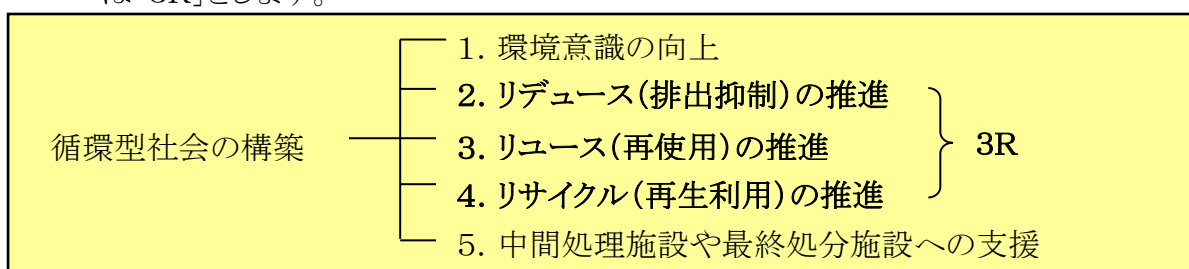 は「3R」とします。
1. 環境意識の向上
2. リデュース(排出抑制)の推進
循環型社会の構築
3. リユース(再使用)の推進
3R
4. リサイクル(再生利用)の推進
5. 中間処理施設や最終処分施設への支援